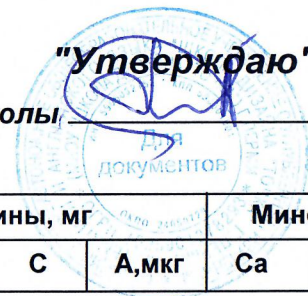 "Утверждаю"
олы
Для
документов
ины, мг Мин
С А,мкг Са